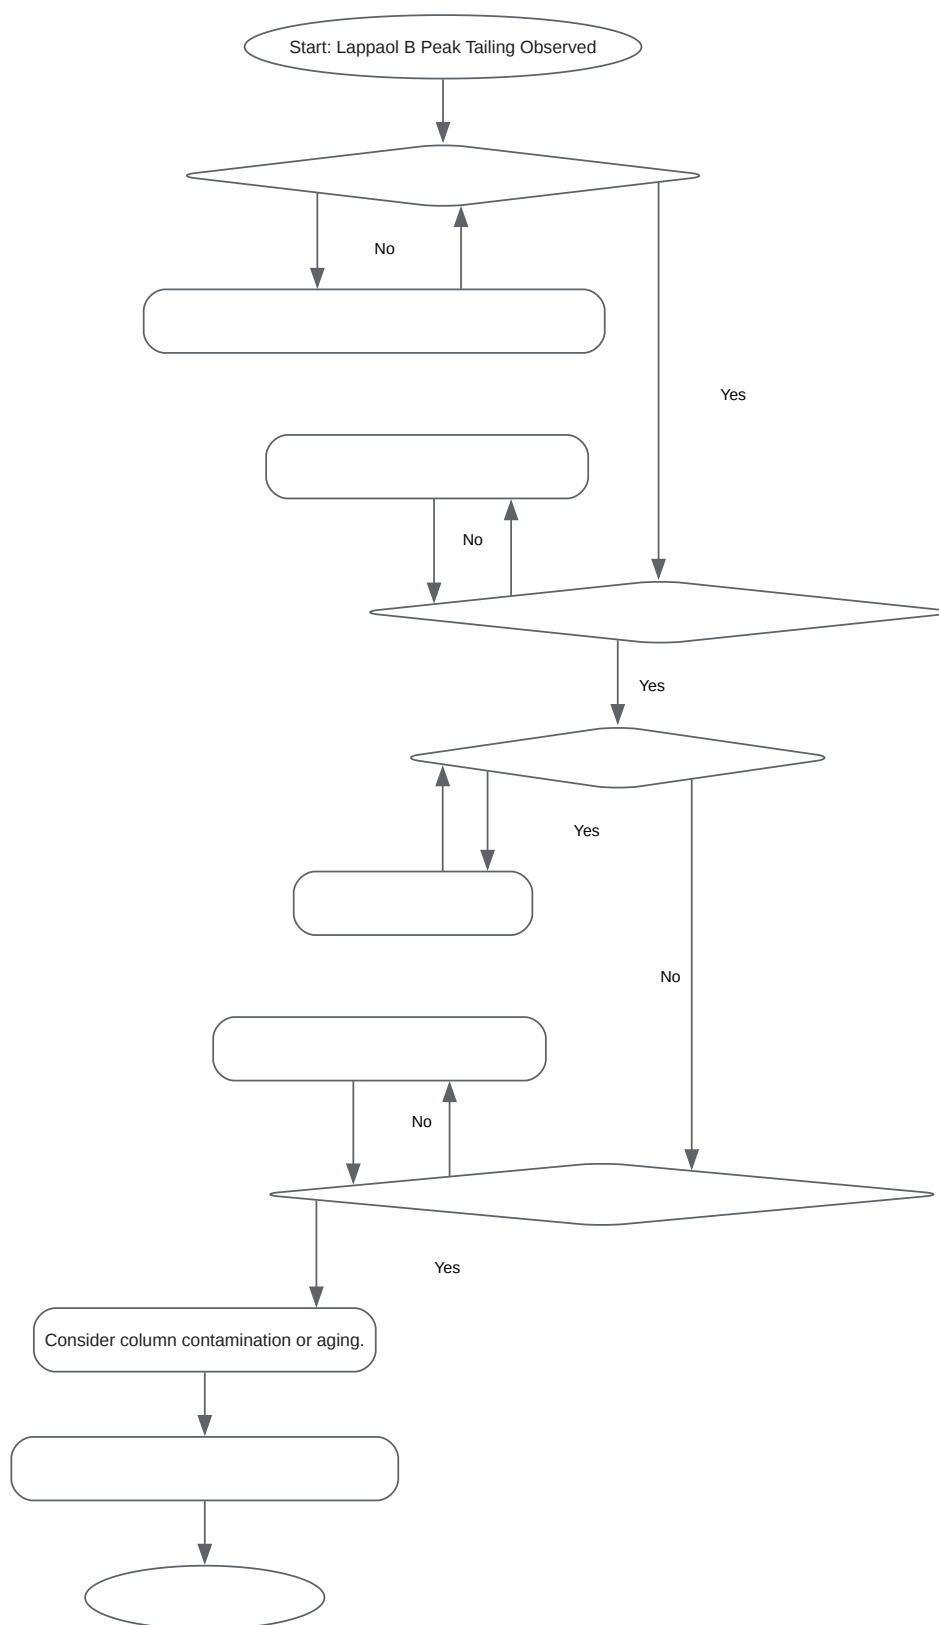 Start: Lappaol B Peak Tailing Observed
No
Yes
No
Yes
Yes
No
No
Yes
Consider column contamination or aging.